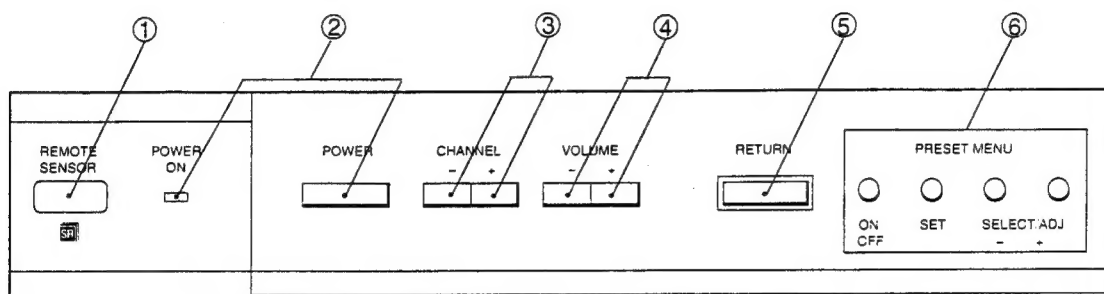 ① ② ③ ④ ⑤ ⑥
REMOTE
SENSOR
POWER
ON
POWER
CHANNEL
- +
VOLUME
- +
RETURN
PRESET MENU
ON
OFF
SET
SELECT/ADJ
- +